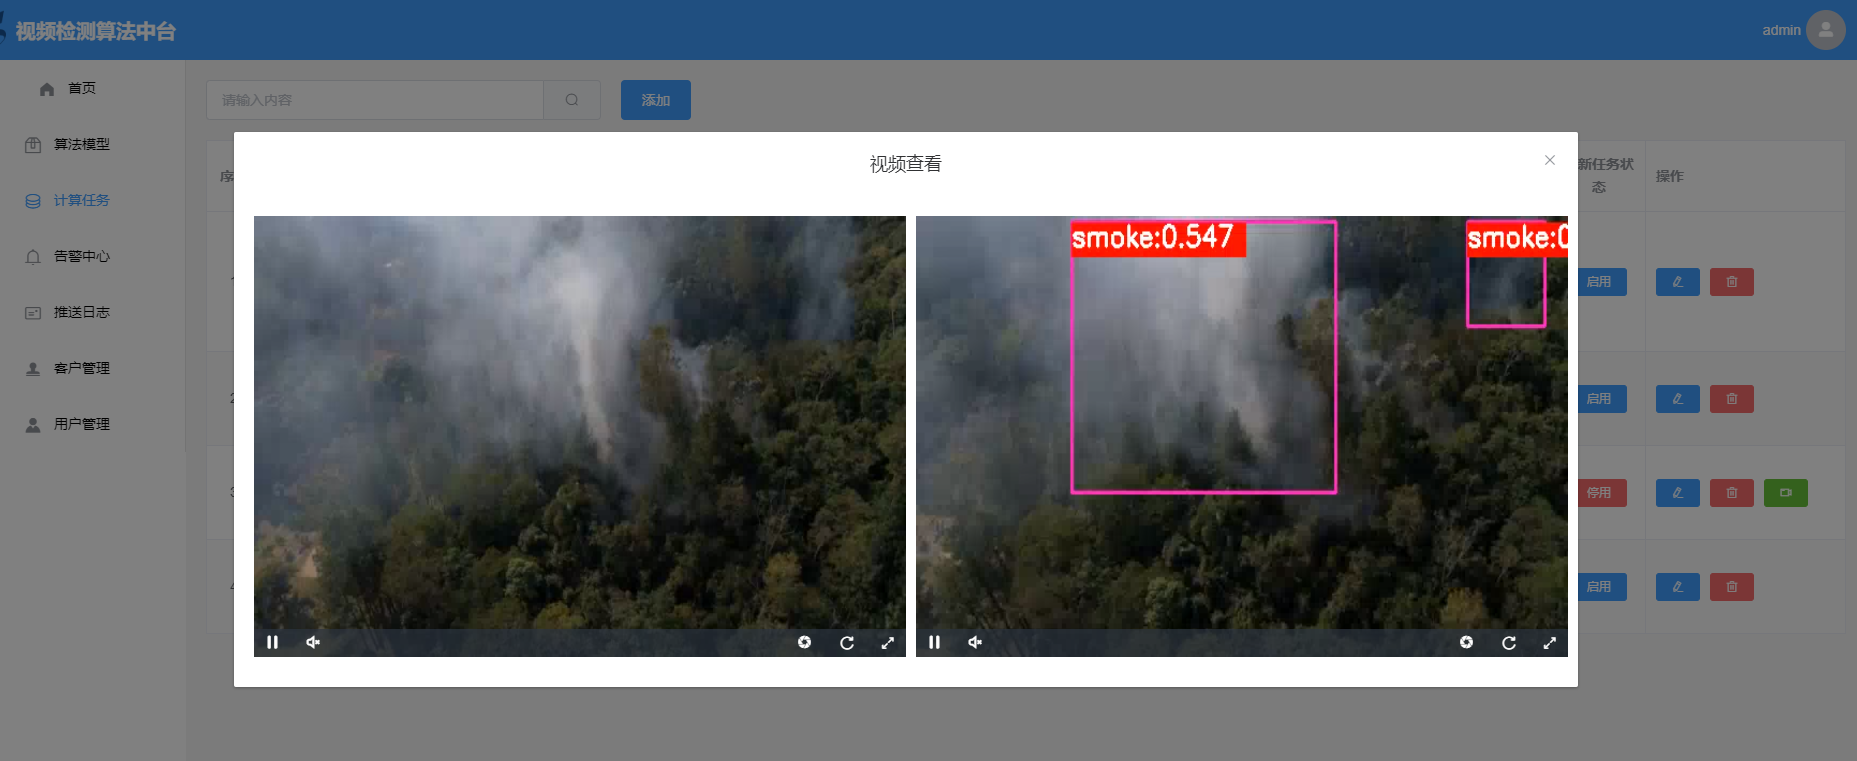 视频检测算法中台
admin
首页
算法模型
计算任务
告警中心
推送日志
客户管理
用户管理
请输入内容
添加
视频查看
新任务状
态
操作
smoke:0.547
smoke:0
启用
启用
停用
启用